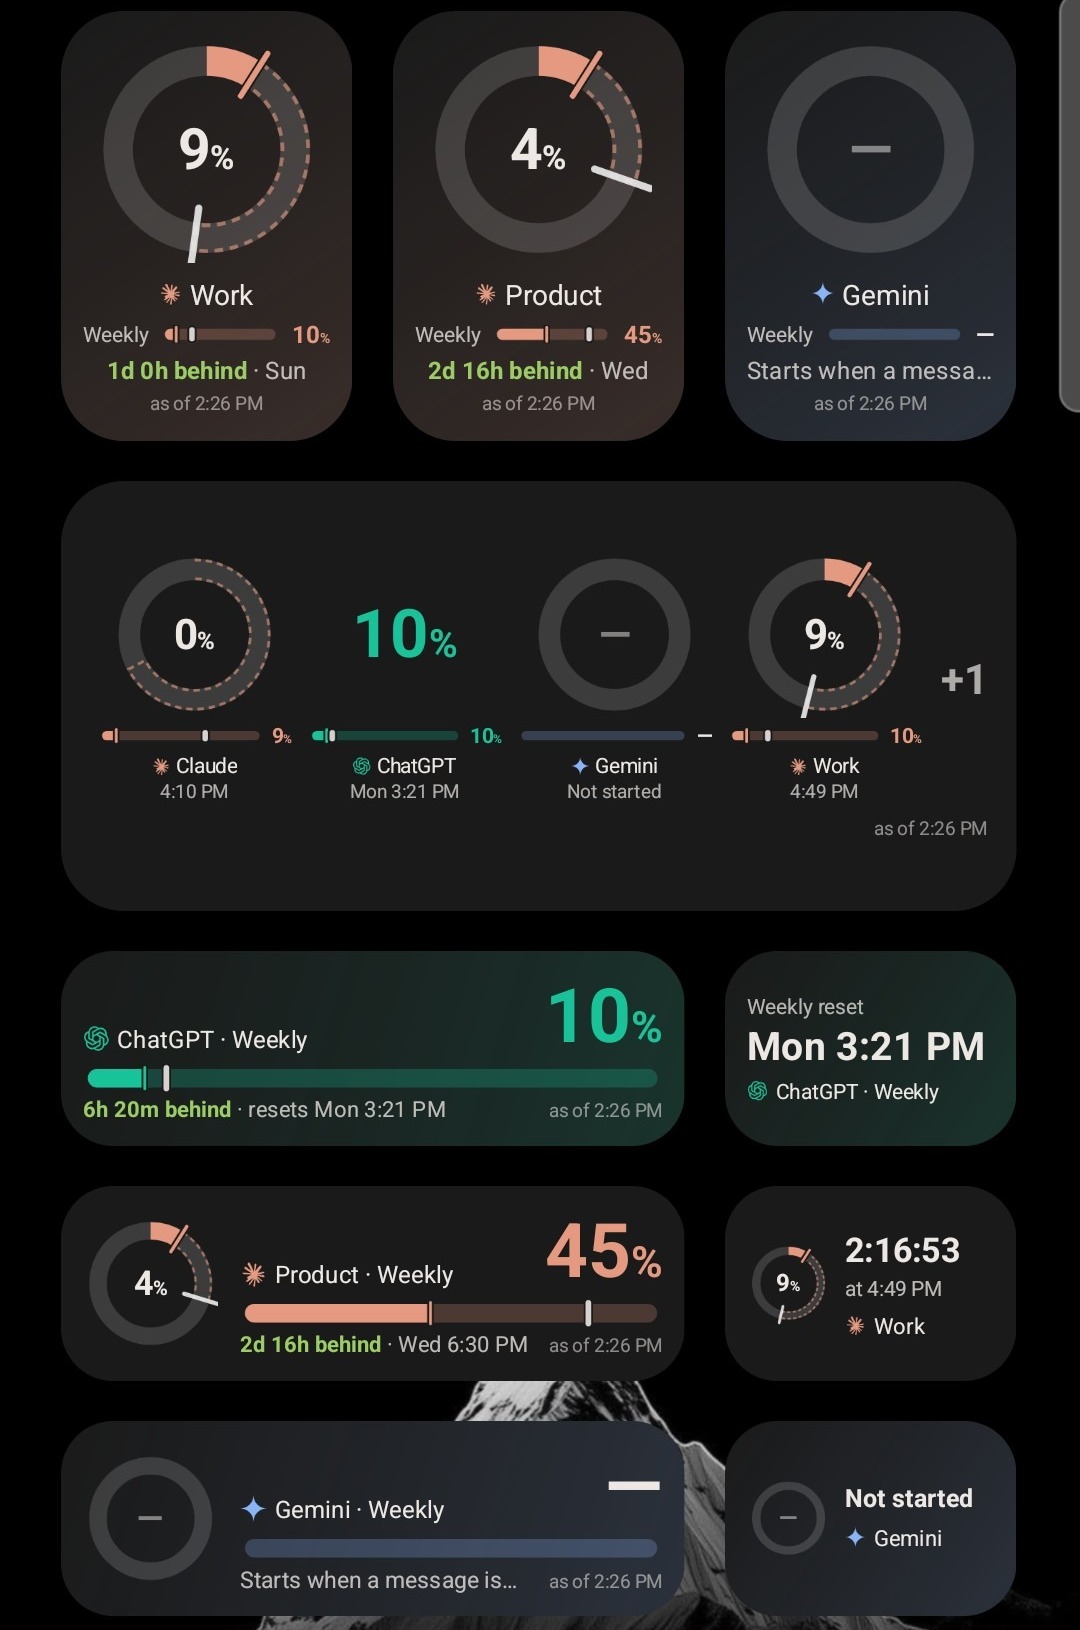 9%
Work
Weekly 10%
1d 0h behind · Sun
as of 2:26 PM
4%
Product
Weekly 45%
2d 16h behind · Wed
as of 2:26 PM
–
Gemini
Weekly –
Starts when a messa…
as of 2:26 PM
0%
9%
Claude
4:10 PM
10%
10%
ChatGPT
Mon 3:21 PM
–
–
Gemini
Not started
9%
10%
Work
4:49 PM
+1
as of 2:26 PM
10%
ChatGPT · Weekly
6h 20m behind · resets Mon 3:21 PM
as of 2:26 PM
Weekly reset
Mon 3:21 PM
ChatGPT · Weekly
4%
45%
Product · Weekly
2d 16h behind · Wed 6:30 PM
as of 2:26 PM
9%
2:16:53
at 4:49 PM
Work
–
–
Gemini · Weekly
Starts when a message is…
as of 2:26 PM
–
Not started
Gemini